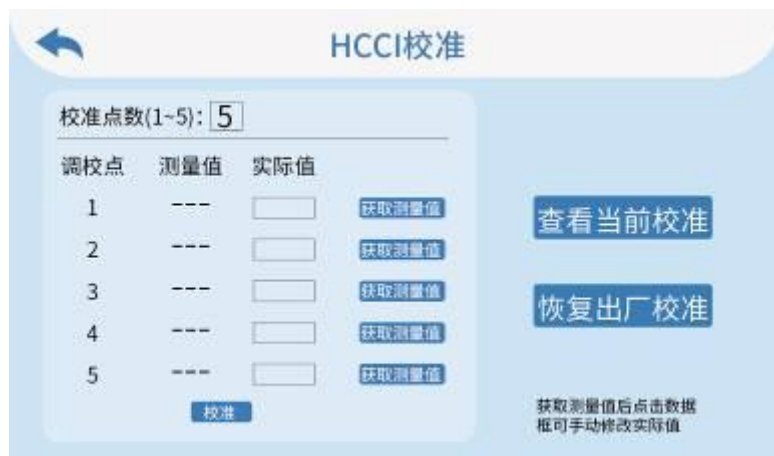 HCCI校准
校准点数(1~5): 5
调校点 测量值 实际值
1 --- 获取测量值
2 --- 获取测量值
3 --- 获取测量值
4 --- 获取测量值
5 --- 获取测量值
校准
查看当前校准
恢复出厂校准
获取测量值后点击数据
框可手动修改实际值